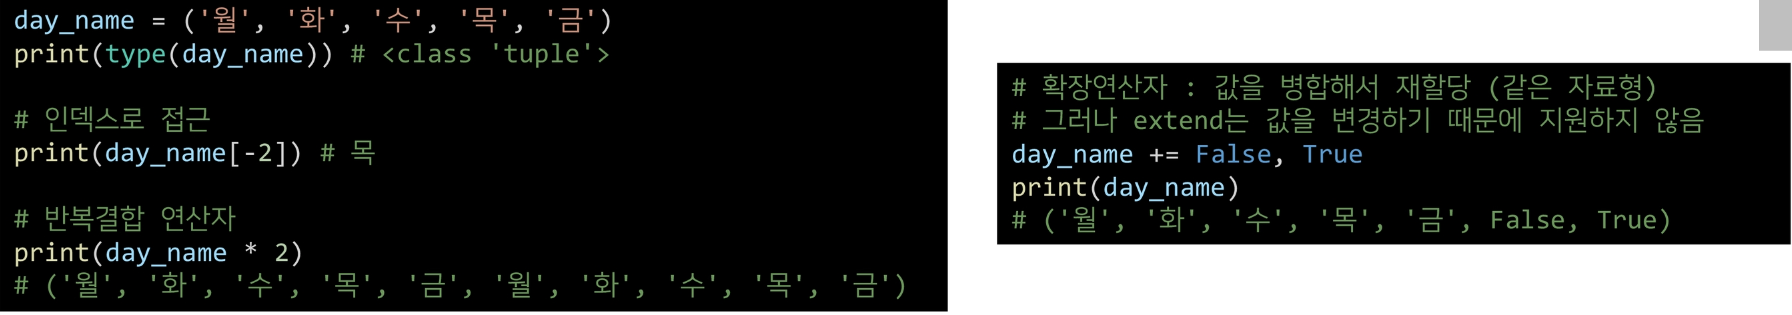 day_name = ('월', '화', '수', '목', '금')
print(type(day_name)) # <class 'tuple'>
# 인덱스로 접근
print(day_name[-2]) # 목
# 반복결합 연산자
print(day_name * 2)
# ('월', '화', '수', '목', '금', '월', '화', '수', '목', '금')
# 확장연산자 : 값을 병합해서 재할당 (같은 자료형)
# 그러나 extend는 값을 변경하기 때문에 지원하지 않음
day_name += False, True
print(day_name)
# ('월', '화', '수', '목', '금', False, True)